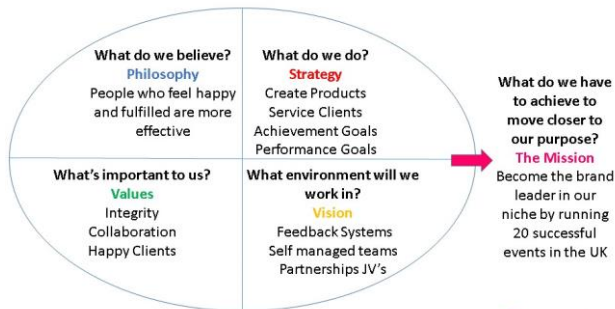 What do we believe?
Philosophy
People who feel happy
and fulfilled are more
effective
What do we do?
Strategy
Create Products
Service Clients
Achievement Goals
Performance Goals
What's important to us?
Values
Integrity
Collaboration
Happy Clients
What environment will we
work in?
Vision
Feedback Systems
Self managed teams
Partnerships JV's
What do we have
to achieve to
move closer to
our purpose?
The Mission
Become the brand
leader in our
niche by running
20 successful
events in the UK